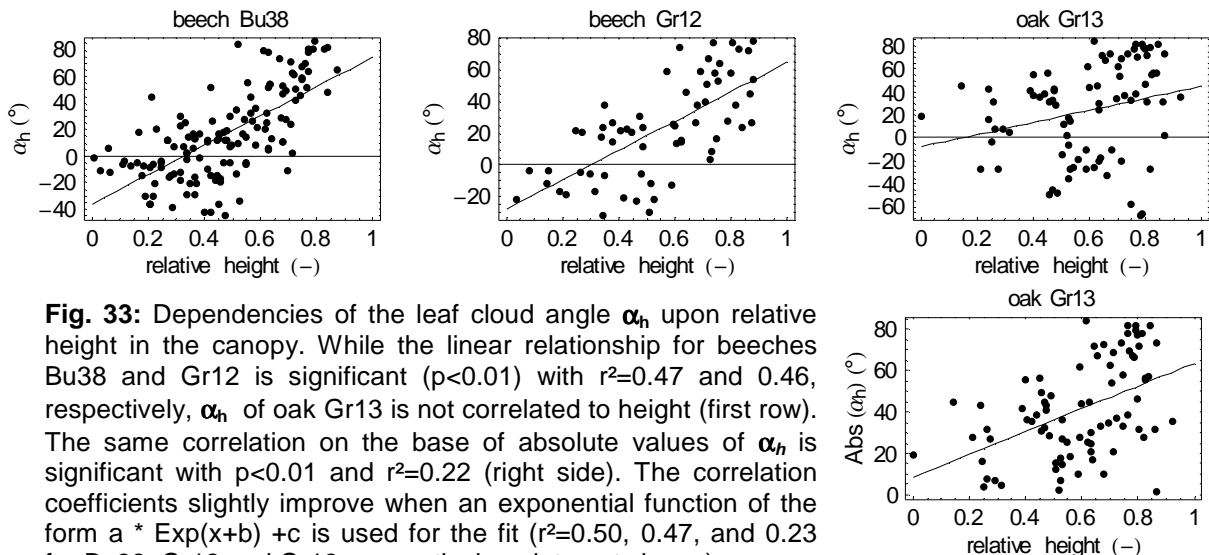 beech Bu38
beech Gr12
oak Gr13
αh (°)
80
60
40
20
0
−20
−40
0 0.2 0.4 0.6 0.8 1
relative height (−)
αh (°)
80
60
40
20
0
−20
0 0.2 0.4 0.6 0.8 1
relative height (−)
αh (°)
80
60
40
20
0
−20
−40
−60
0 0.2 0.4 0.6 0.8 1
relative height (−)
Fig. 33: Dependencies of the leaf cloud angle αh upon relative
height in the canopy. While the linear relationship for beeches
Bu38 and Gr12 is significant (p<0.01) with r²=0.47 and 0.46,
respectively, αh of oak Gr13 is not correlated to height (first row).
The same correlation on the base of absolute values of αh is
significant with p<0.01 and r²=0.22 (right side). The correlation
coefficients slightly improve when an exponential function of the
form a * Exp(x+b) +c is used for the fit (r²=0.50, 0.47, and 0.23
oak Gr13
Abs (αh) (°)
80
60
40
20
0
0 0.2 0.4 0.6 0.8 1
relative height (−)